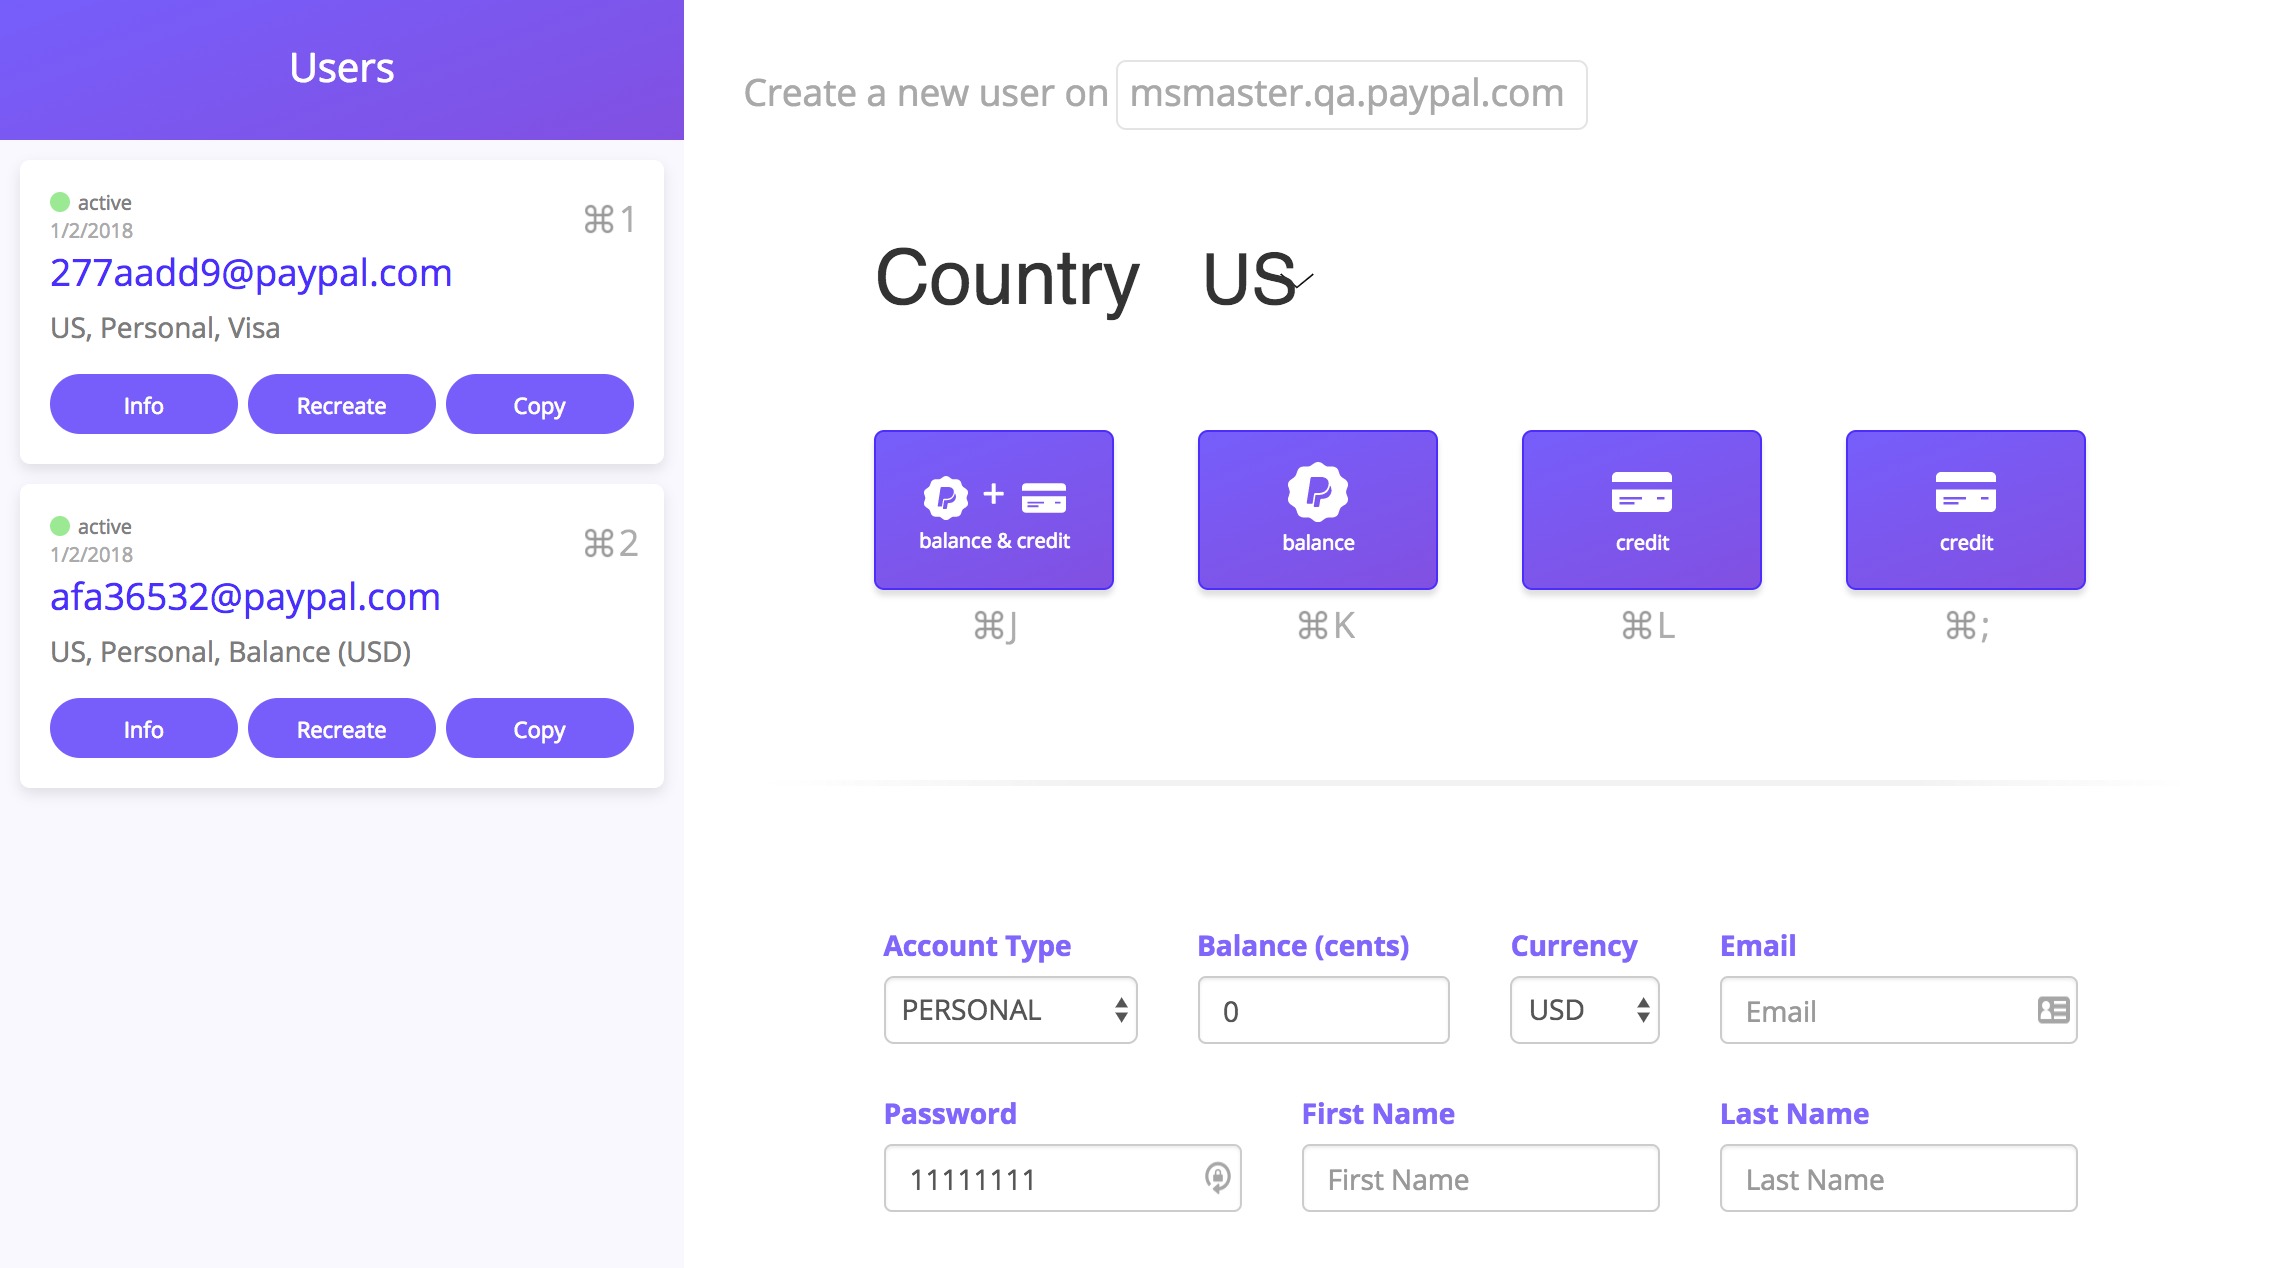 Users
active
1/2/2018
⌘1
277aadd9@paypal.com
US, Personal, Visa
Info Recreate Copy
active
1/2/2018
⌘2
afa36532@paypal.com
US, Personal, Balance (USD)
Info Recreate Copy
Create a new user on msmaster.qa.paypal.com
Country US
+
balance & credit balance credit credit
⌘J ⌘K ⌘L ⌘;
Account Type Balance (cents) Currency Email
PERSONAL 0 USD Email
Password First Name Last Name
11111111 First Name Last Name